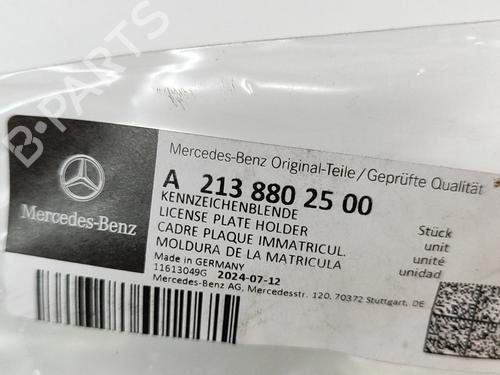 B-PARTS
Mercedes-Benz Original-Teile/Geprüfte Qualität
Mercedes-Benz
A 213 880 25 00
KENNZEICHENBLENDE
LICENSE PLATE HOLDER
CADRE PLAQUE IMMATRICUL.
MOLDURA DE LA MATRICULA
Stück
unit
unité
unidad
Made in GERMANY
11613049G 2024-07-12
Mercedes-Benz AG, Mercedesstr. 120, 70372 Stuttgart, DE